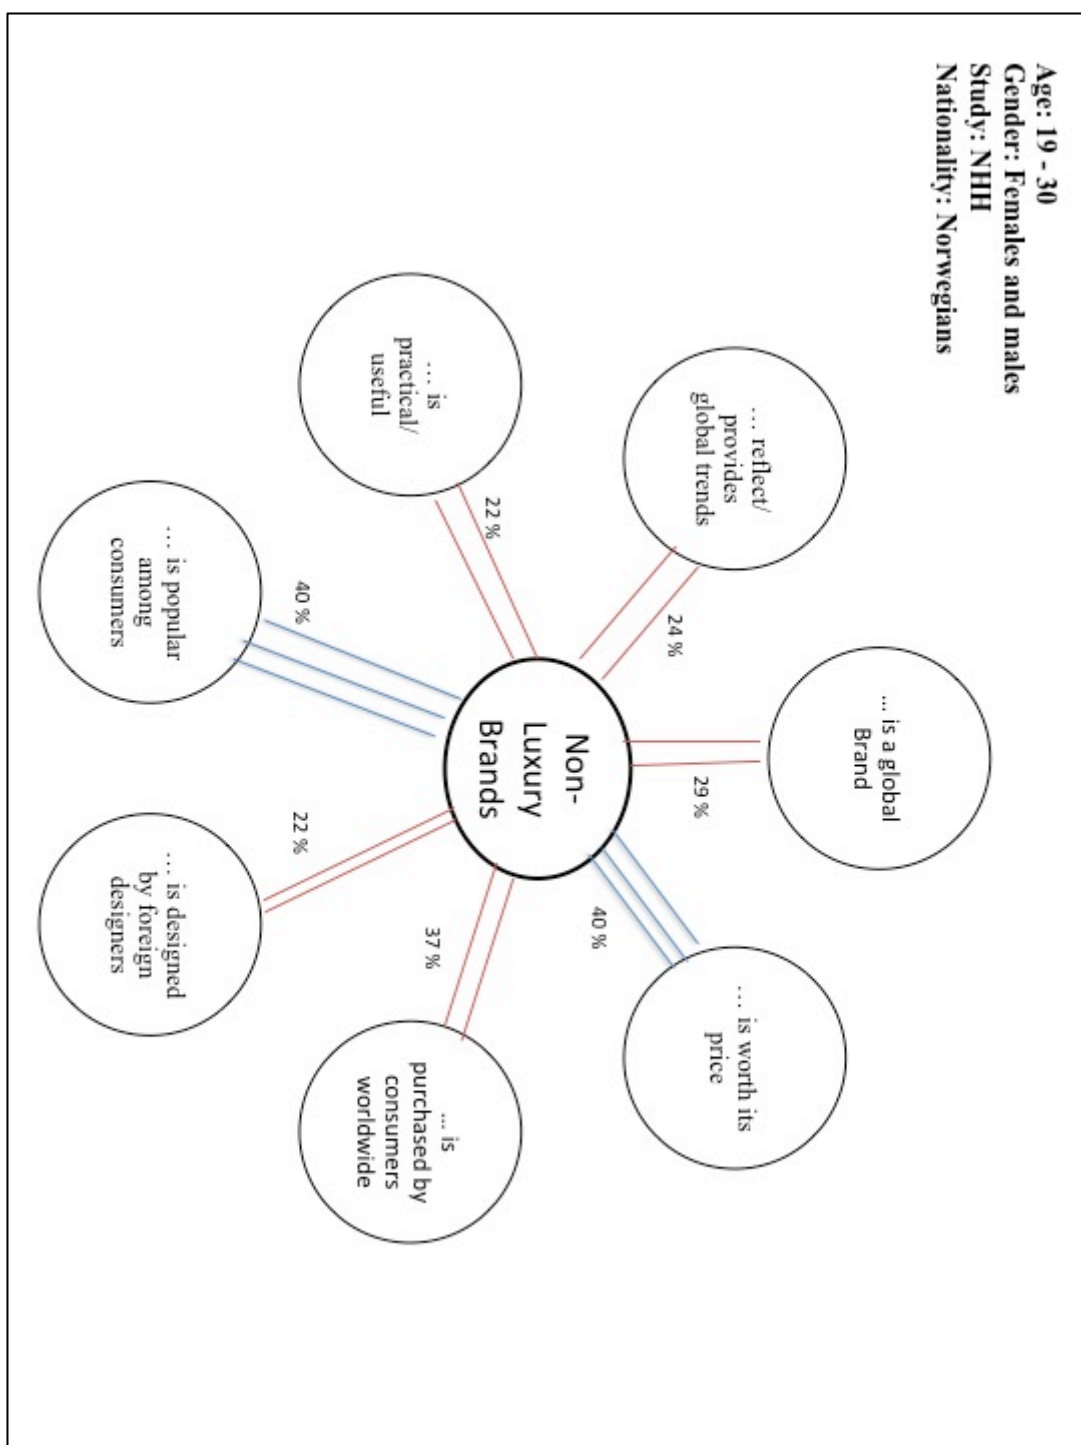 Age: 19 - 30
Gender: Females and males
Study: NHH
Nationality: Norwegians
... is a global
Brand
… reflect/
provides
global trends
24 %
29 %
… is worth its
price
40 %
… is
practical/
useful
22 %
Non-
Luxury
Brands
37 %
... is
purchased by
consumers
worldwide
40 %
… is popular
among
consumers
22 %
… is designed
by foreign
designers